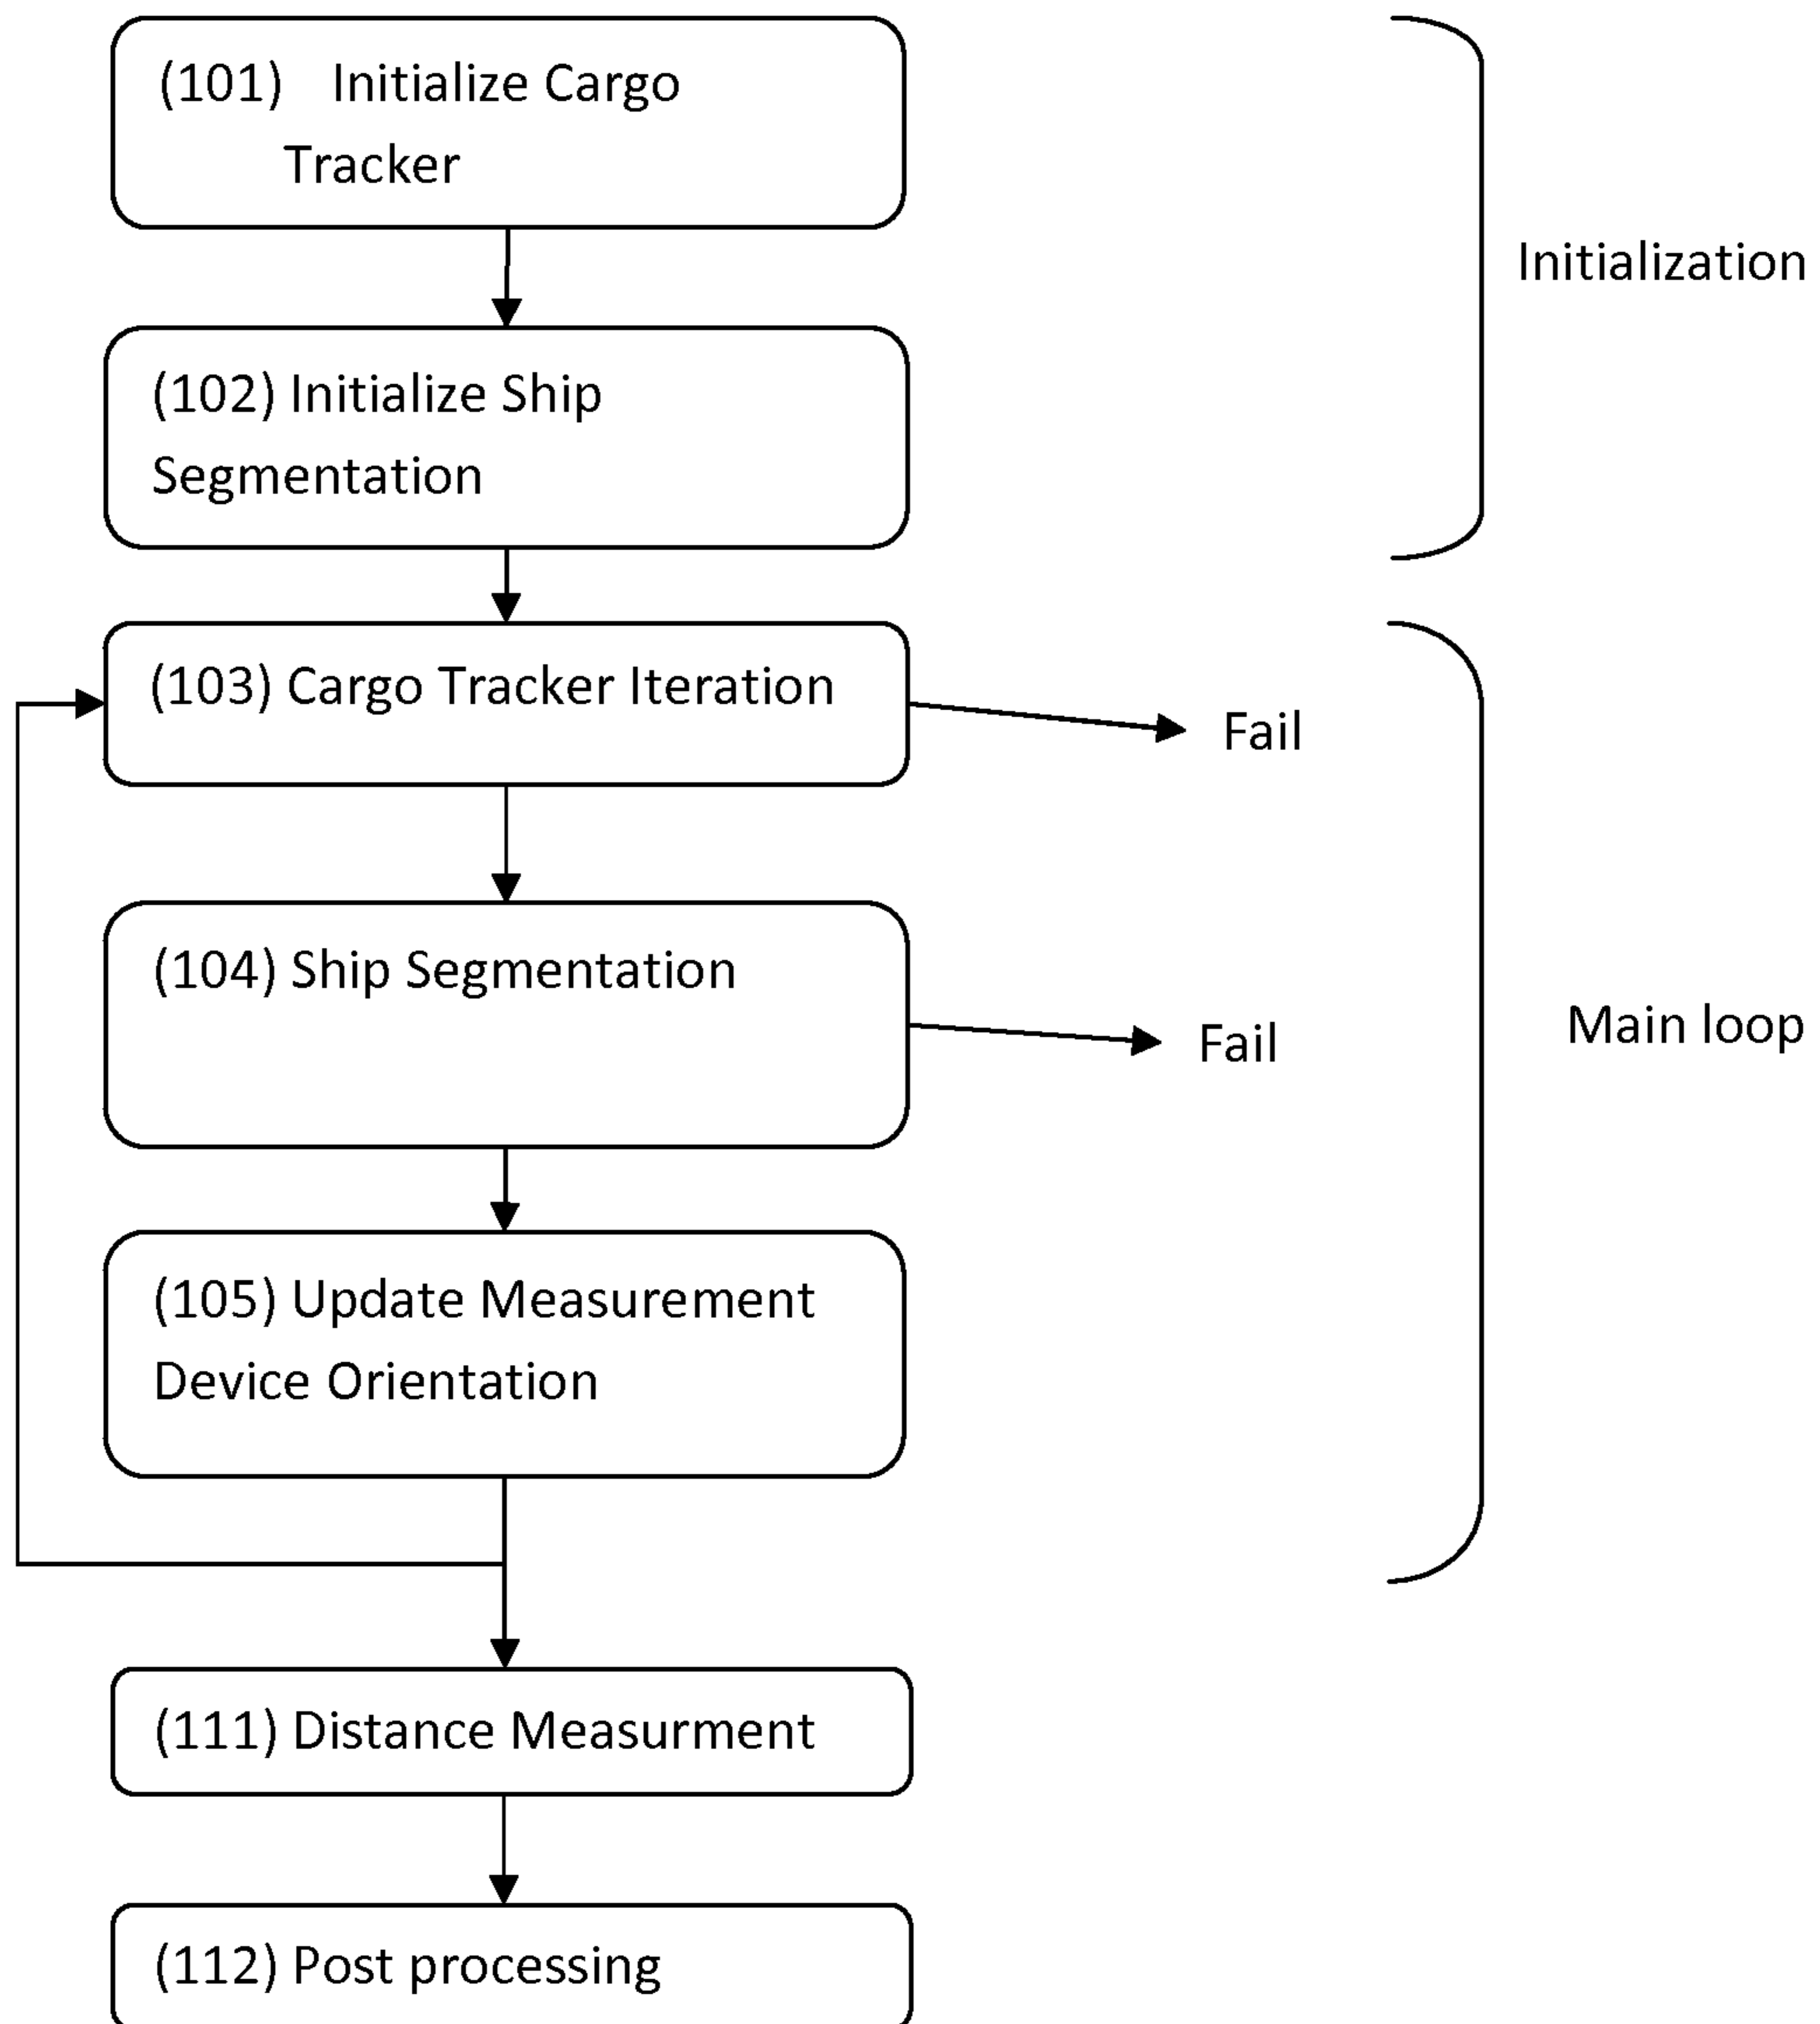 (101) Initialize Cargo
Tracker
Initialization
(102) Initialize Ship
Segmentation
(103) Cargo Tracker Iteration
Fail
(104) Ship Segmentation
Fail
Main loop
(105) Update Measurement
Device Orientation
(111) Distance Measurment
(112) Post processing